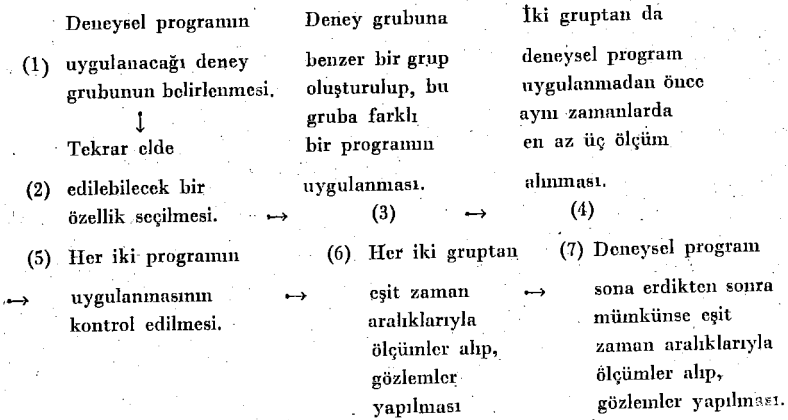 Deneysel programın
(1) uygulanacağı deney
grubunun belirlenmesi.
↓
Tekrar elde
(2) edilebilecek bir
özellik seçilmesi. ↔
Deney grubuna
benzer bir grup
oluşturulup, bu
gruba farklı
bir programın
uygulanması.
(3) ↔
İki gruptan da
deneysel program
uygulanmadan önce
aynı zamanlarda
en az üç ölçüm
alınması.
(4)
(5) Her iki programın
↔ uygulanmasının ↔
kontrol edilmesi.
(6) Her iki gruptan
eşit zaman ↔
aralıklarıyla
ölçümler alıp,
gözlemler
yapılması
(7) Deneysel program
sona erdikten sonra
mümkünse eşit
zaman aralıklarıyla
ölçümler alıp,
gözlemler yapılması.